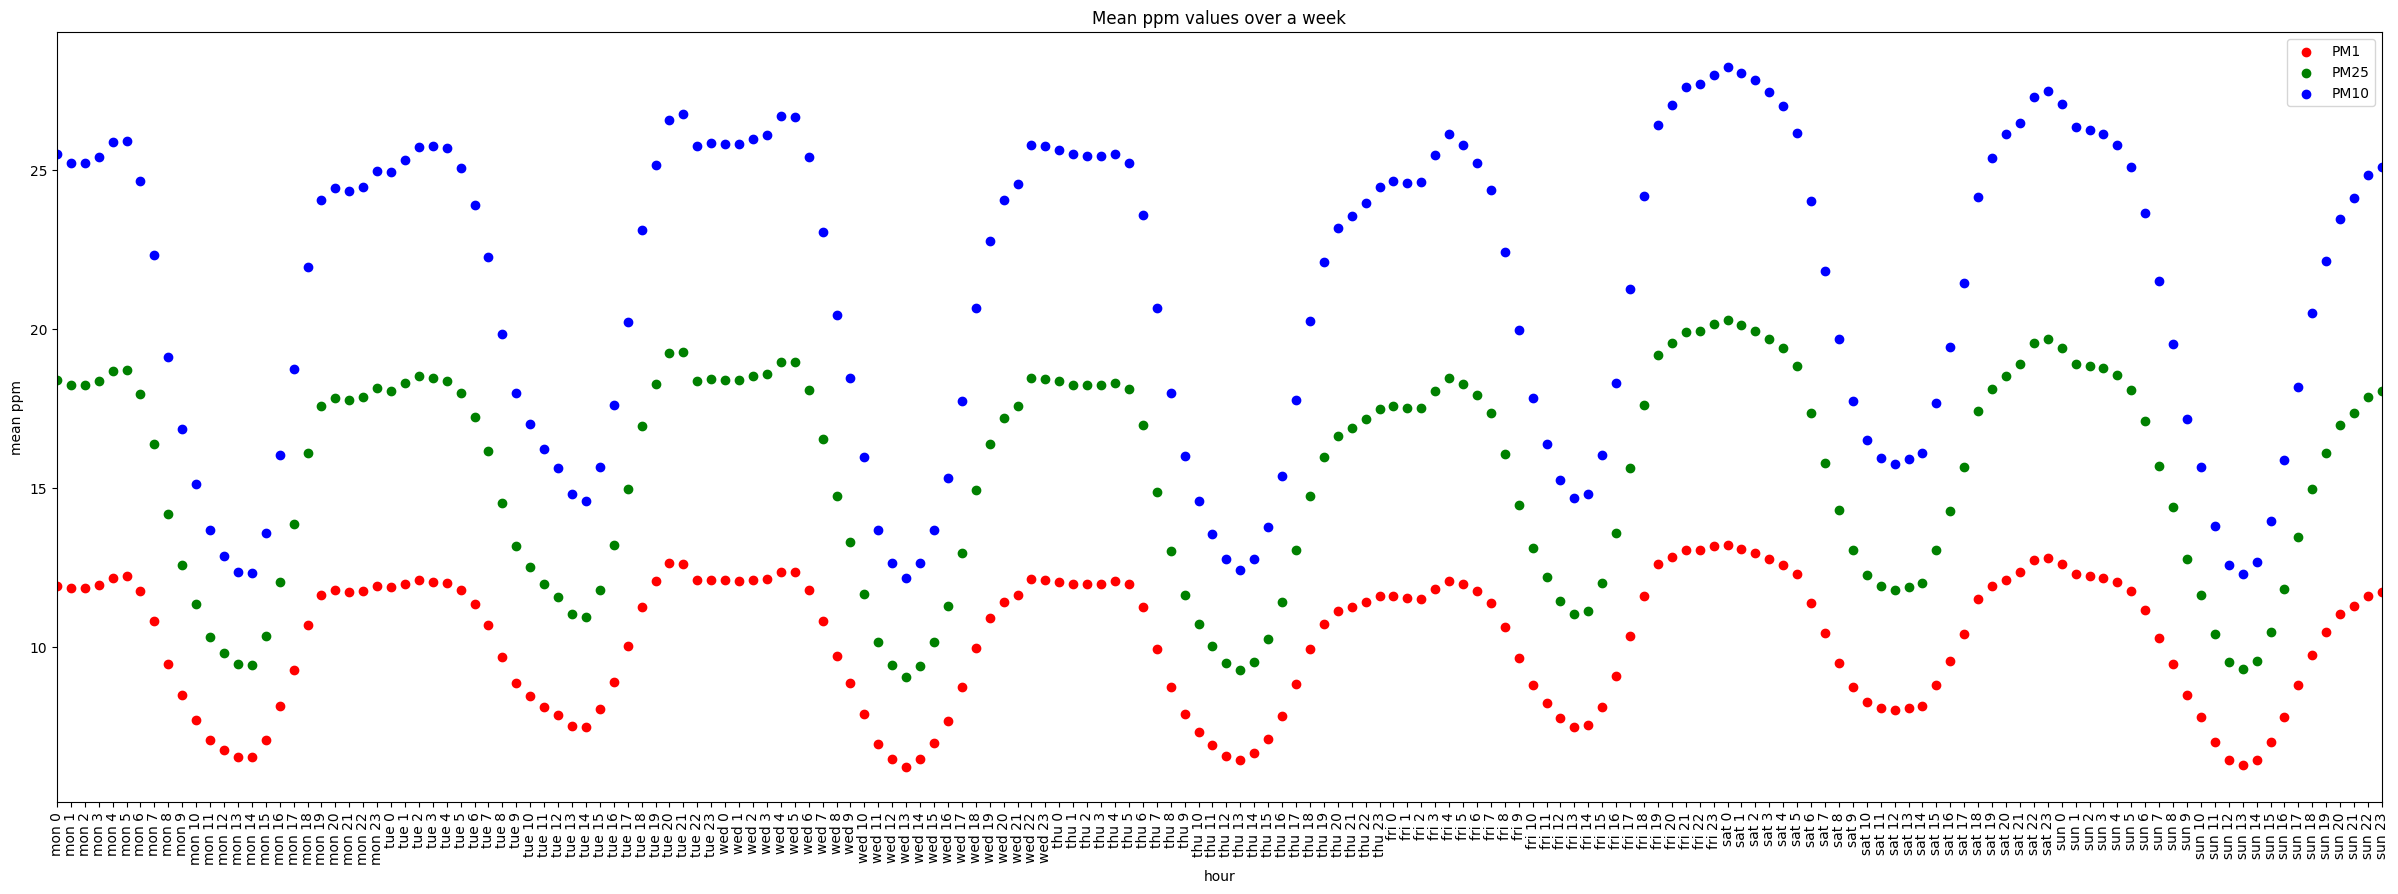 Mean ppm values over a week
PM1
PM25
PM10
mean ppm
25
20
15
10
mon 0
mon 1
mon 2
mon 3
mon 4
mon 5
mon 6
mon 7
mon 8
mon 9
mon 10
mon 11
mon 12
mon 13
mon 14
mon 15
mon 16
mon 17
mon 18
mon 19
mon 20
mon 21
mon 22
mon 23
tue 0
tue 1
tue 2
tue 3
tue 4
tue 5
tue 6
tue 7
tue 8
tue 9
tue 10
tue 11
tue 12
tue 13
tue 14
tue 15
tue 16
tue 17
tue 18
tue 19
tue 20
tue 21
tue 22
tue 23
wed 0
wed 1
wed 2
wed 3
wed 4
wed 5
wed 6
wed 7
wed 8
wed 9
wed 10
wed 11
wed 12
wed 13
wed 14
wed 15
wed 16
wed 17
wed 18
wed 19
wed 20
wed 21
wed 22
wed 23
thu 0
thu 1
thu 2
thu 3
thu 4
thu 5
thu 6
thu 7
thu 8
thu 9
thu 10
thu 11
thu 12
thu 13
thu 14
thu 15
thu 16
thu 17
thu 18
thu 19
thu 20
thu 21
thu 22
thu 23
fri 0
fri 1
fri 2
fri 3
fri 4
fri 5
fri 6
fri 7
fri 8
fri 9
fri 10
fri 11
fri 12
fri 13
fri 14
fri 15
fri 16
fri 17
fri 18
fri 19
fri 20
fri 21
fri 22
fri 23
sat 0
sat 1
sat 2
sat 3
sat 4
sat 5
sat 6
sat 7
sat 8
sat 9
sat 10
sat 11
sat 12
sat 13
sat 14
sat 15
sat 16
sat 17
sat 18
sat 19
sat 20
sat 21
sat 22
sat 23
sun 0
sun 1
sun 2
sun 3
sun 4
sun 5
sun 6
sun 7
sun 8
sun 9
sun 10
sun 11
sun 12
sun 13
sun 14
sun 15
sun 16
sun 17
sun 18
sun 19
sun 20
sun 21
sun 22
sun 23
hour